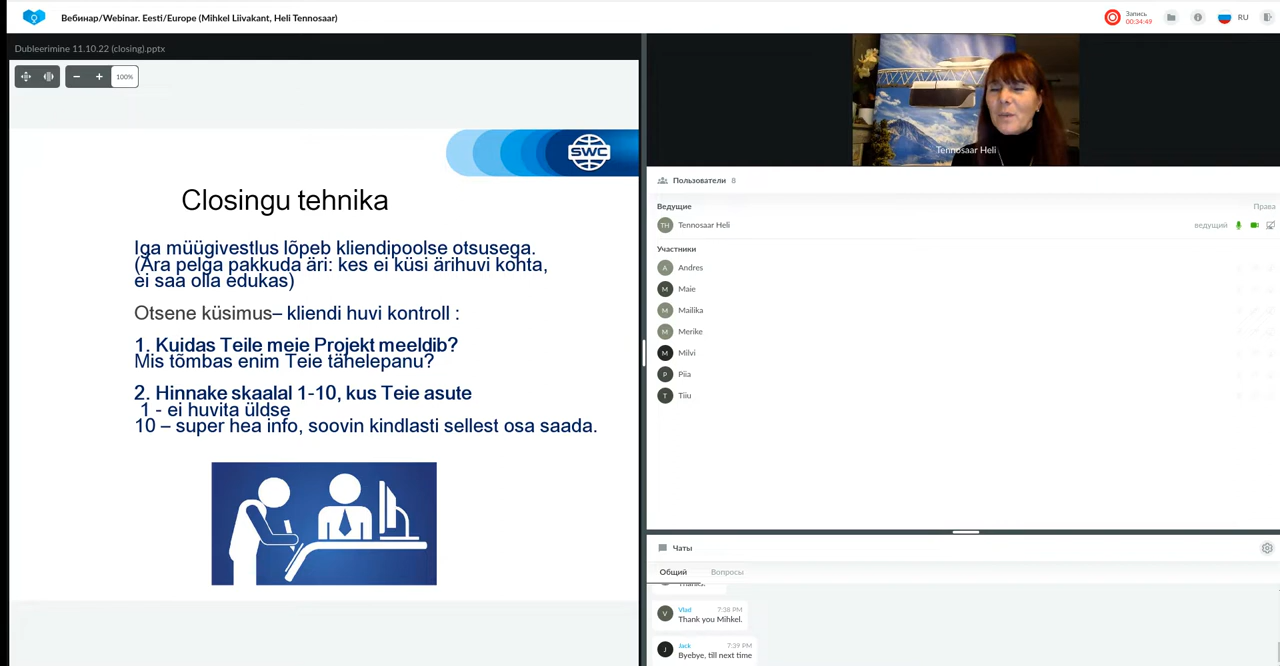 Вебинар/Webinar. Eesti/Europe (Mihkel Liivakant, Heli Tennosaar)
Запись
00:34:49
RU
Dubleerimine 11.10.22 (closing).pptx
100%
SWC
Closingu tehnika
Iga müügivestlus lõpeb kliendipoolse otsusega.
(Ära pelga pakkuda äri: kes ei küsi ärihuvi kohta,
ei saa olla edukas)
Otsene küsimus– kliendi huvi kontroll :
1. Kuidas Teile meie Projekt meeldib?
Mis tõmbas enim Teie tähelepanu?
2. Hinnake skaalal 1-10, kus Teie asute
1 - ei huvita üldse
10 – super hea info, soovin kindlasti sellest osa saada.
Tennosaar Heli
Пользователи 8
Ведущие
Права
TH Tennosaar Heli
ведущий
Участники
A Andres
M Maie
M Mailika
M Merike
M Milvi
P Piia
T Tiiu
Чаты
Общий
Вопросы
Thanks.
Vlad 7:38 PM
V Thank you Mihkel.
Jack 7:39 PM
J Byebye, till next time